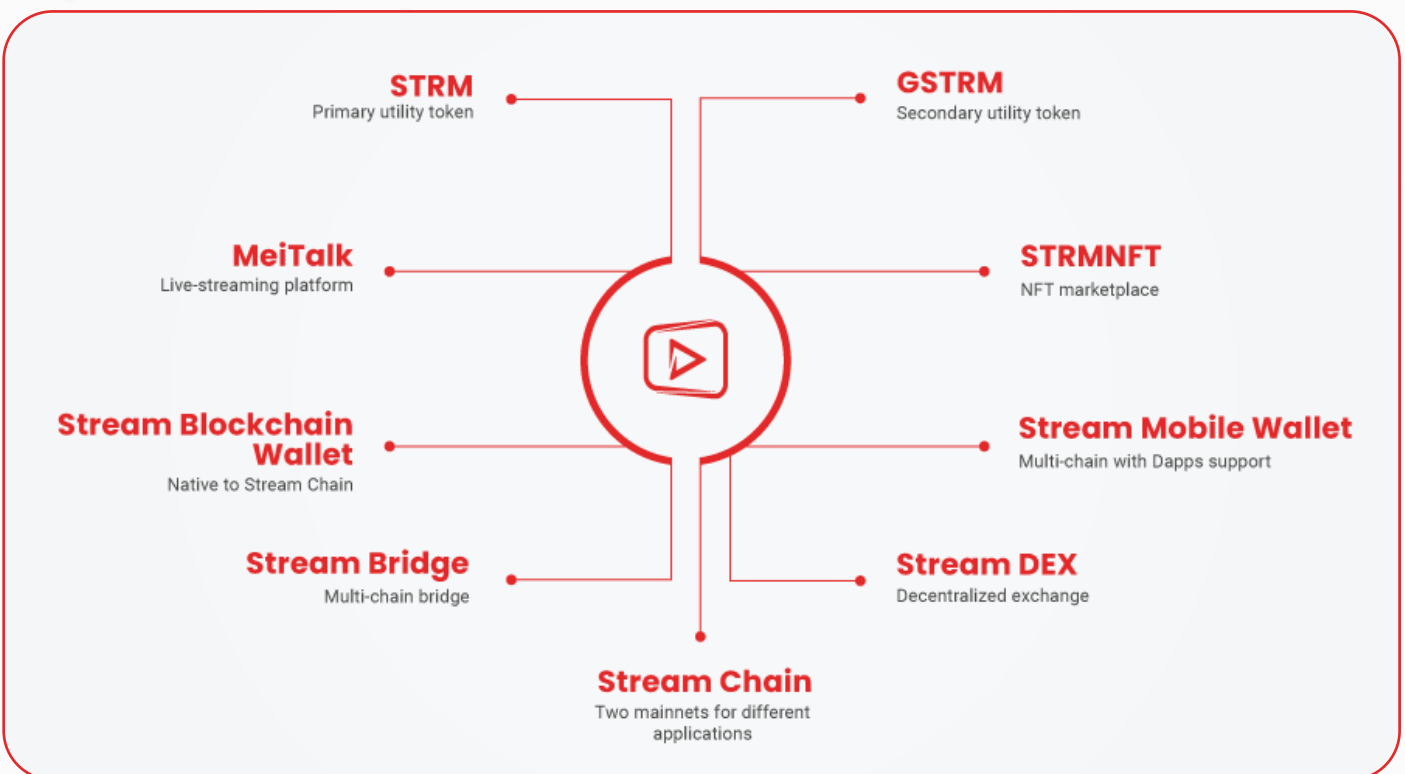 STRM
Primary utility token
GSTRM
Secondary utility token
MeiTalk
Live-streaming platform
STRMNFT
NFT marketplace
Stream Blockchain
Wallet
Native to Stream Chain
Stream Mobile Wallet
Multi-chain with Dapps support
Stream Bridge
Multi-chain bridge
Stream DEX
Decentralized exchange
Stream Chain
Two mainnets for different
applications